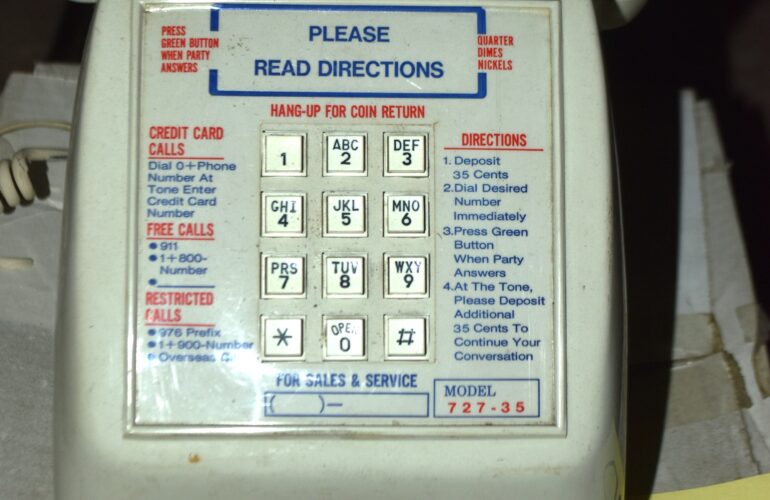 PRESS
GREEN BUTTON
WHEN PARTY
ANSWERS
PLEASE
READ DIRECTIONS
QUARTER
DIMES
NICKELS
HANG-UP FOR COIN RETURN
CREDIT CARD
CALLS
Dial 0+Phone
Number At
Tone Enter
Credit Card
Number
FREE CALLS
• 911
• 1+800-
Number
•
RESTRICTED
CALLS
• 976 Prefix
• 1+900-Number
• Overseas
1
ABC
2
DEF
3
GHI
4
JKL
5
MNO
6
PRS
7
TUV
8
WXY
9
*
OPER
0
#
DIRECTIONS
1. Deposit
35 Cents
2. Dial Desired
Number
Immediately
3. Press Green
Button
When Party
Answers
4. At The Tone,
Please Deposit
Additional
35 Cents To
Continue Your
Conversation
FOR SALES & SERVICE
(     )—
MODEL
727-35